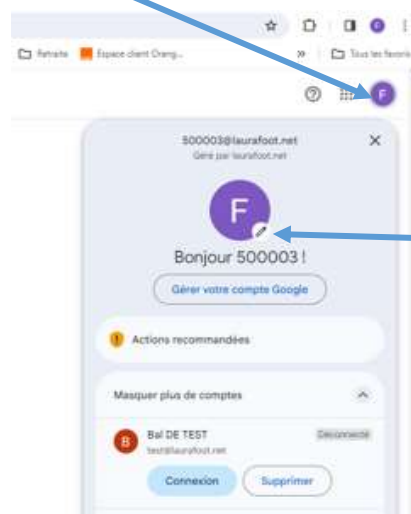 Retraite Espace client Orang... » Tous les favoris
F
500003@laurafoot.net
Géré par laurafoot.net
F
Bonjour 500003 !
Gérer votre compte Google
Actions recommandées
Masquer plus de comptes
B Bal DE TEST Déconnecté
test@laurafoot.net
Connexion Supprimer